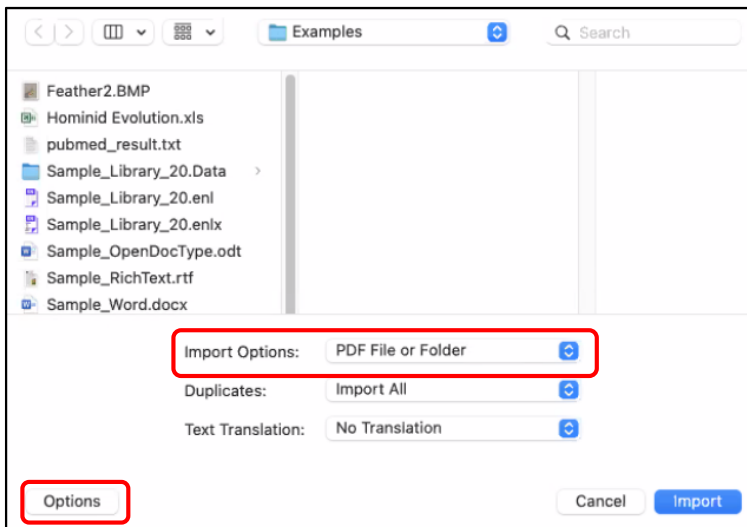 Examples
Search
Feather2.BMP
Hominid Evolution.xls
pubmed_result.txt
Sample_Library_20.Data
Sample_Library_20.enl
Sample_Library_20.enlx
Sample_OpenDocType.odt
Sample_RichText.rtf
Sample_Word.docx
Import Options: PDF File or Folder
Duplicates: Import All
Text Translation: No Translation
Options Cancel Import